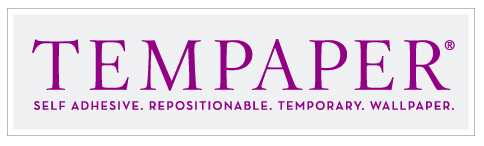 TEMPAPER®
SELF ADHESIVE. REPOSITIONABLE. TEMPORARY. WALLPAPER.